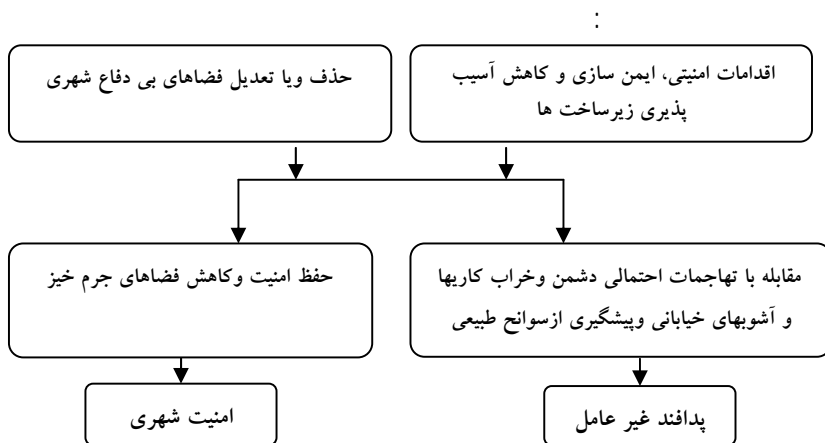 :
اقدامات امنیتی، ایمن سازی و کاهش آسیب
پذیری زیرساخت ها
حذف ویا تعدیل فضاهای بی دفاع شهری
مقابله با تهاجمات احتمالی دشمن وخراب کاریها
و آشوبهای خیابانی وپیشگیری ازسوانح طبیعی
حفظ امنیت وکاهش فضاهای جرم خیز
پدافند غیر عامل
امنیت شهری